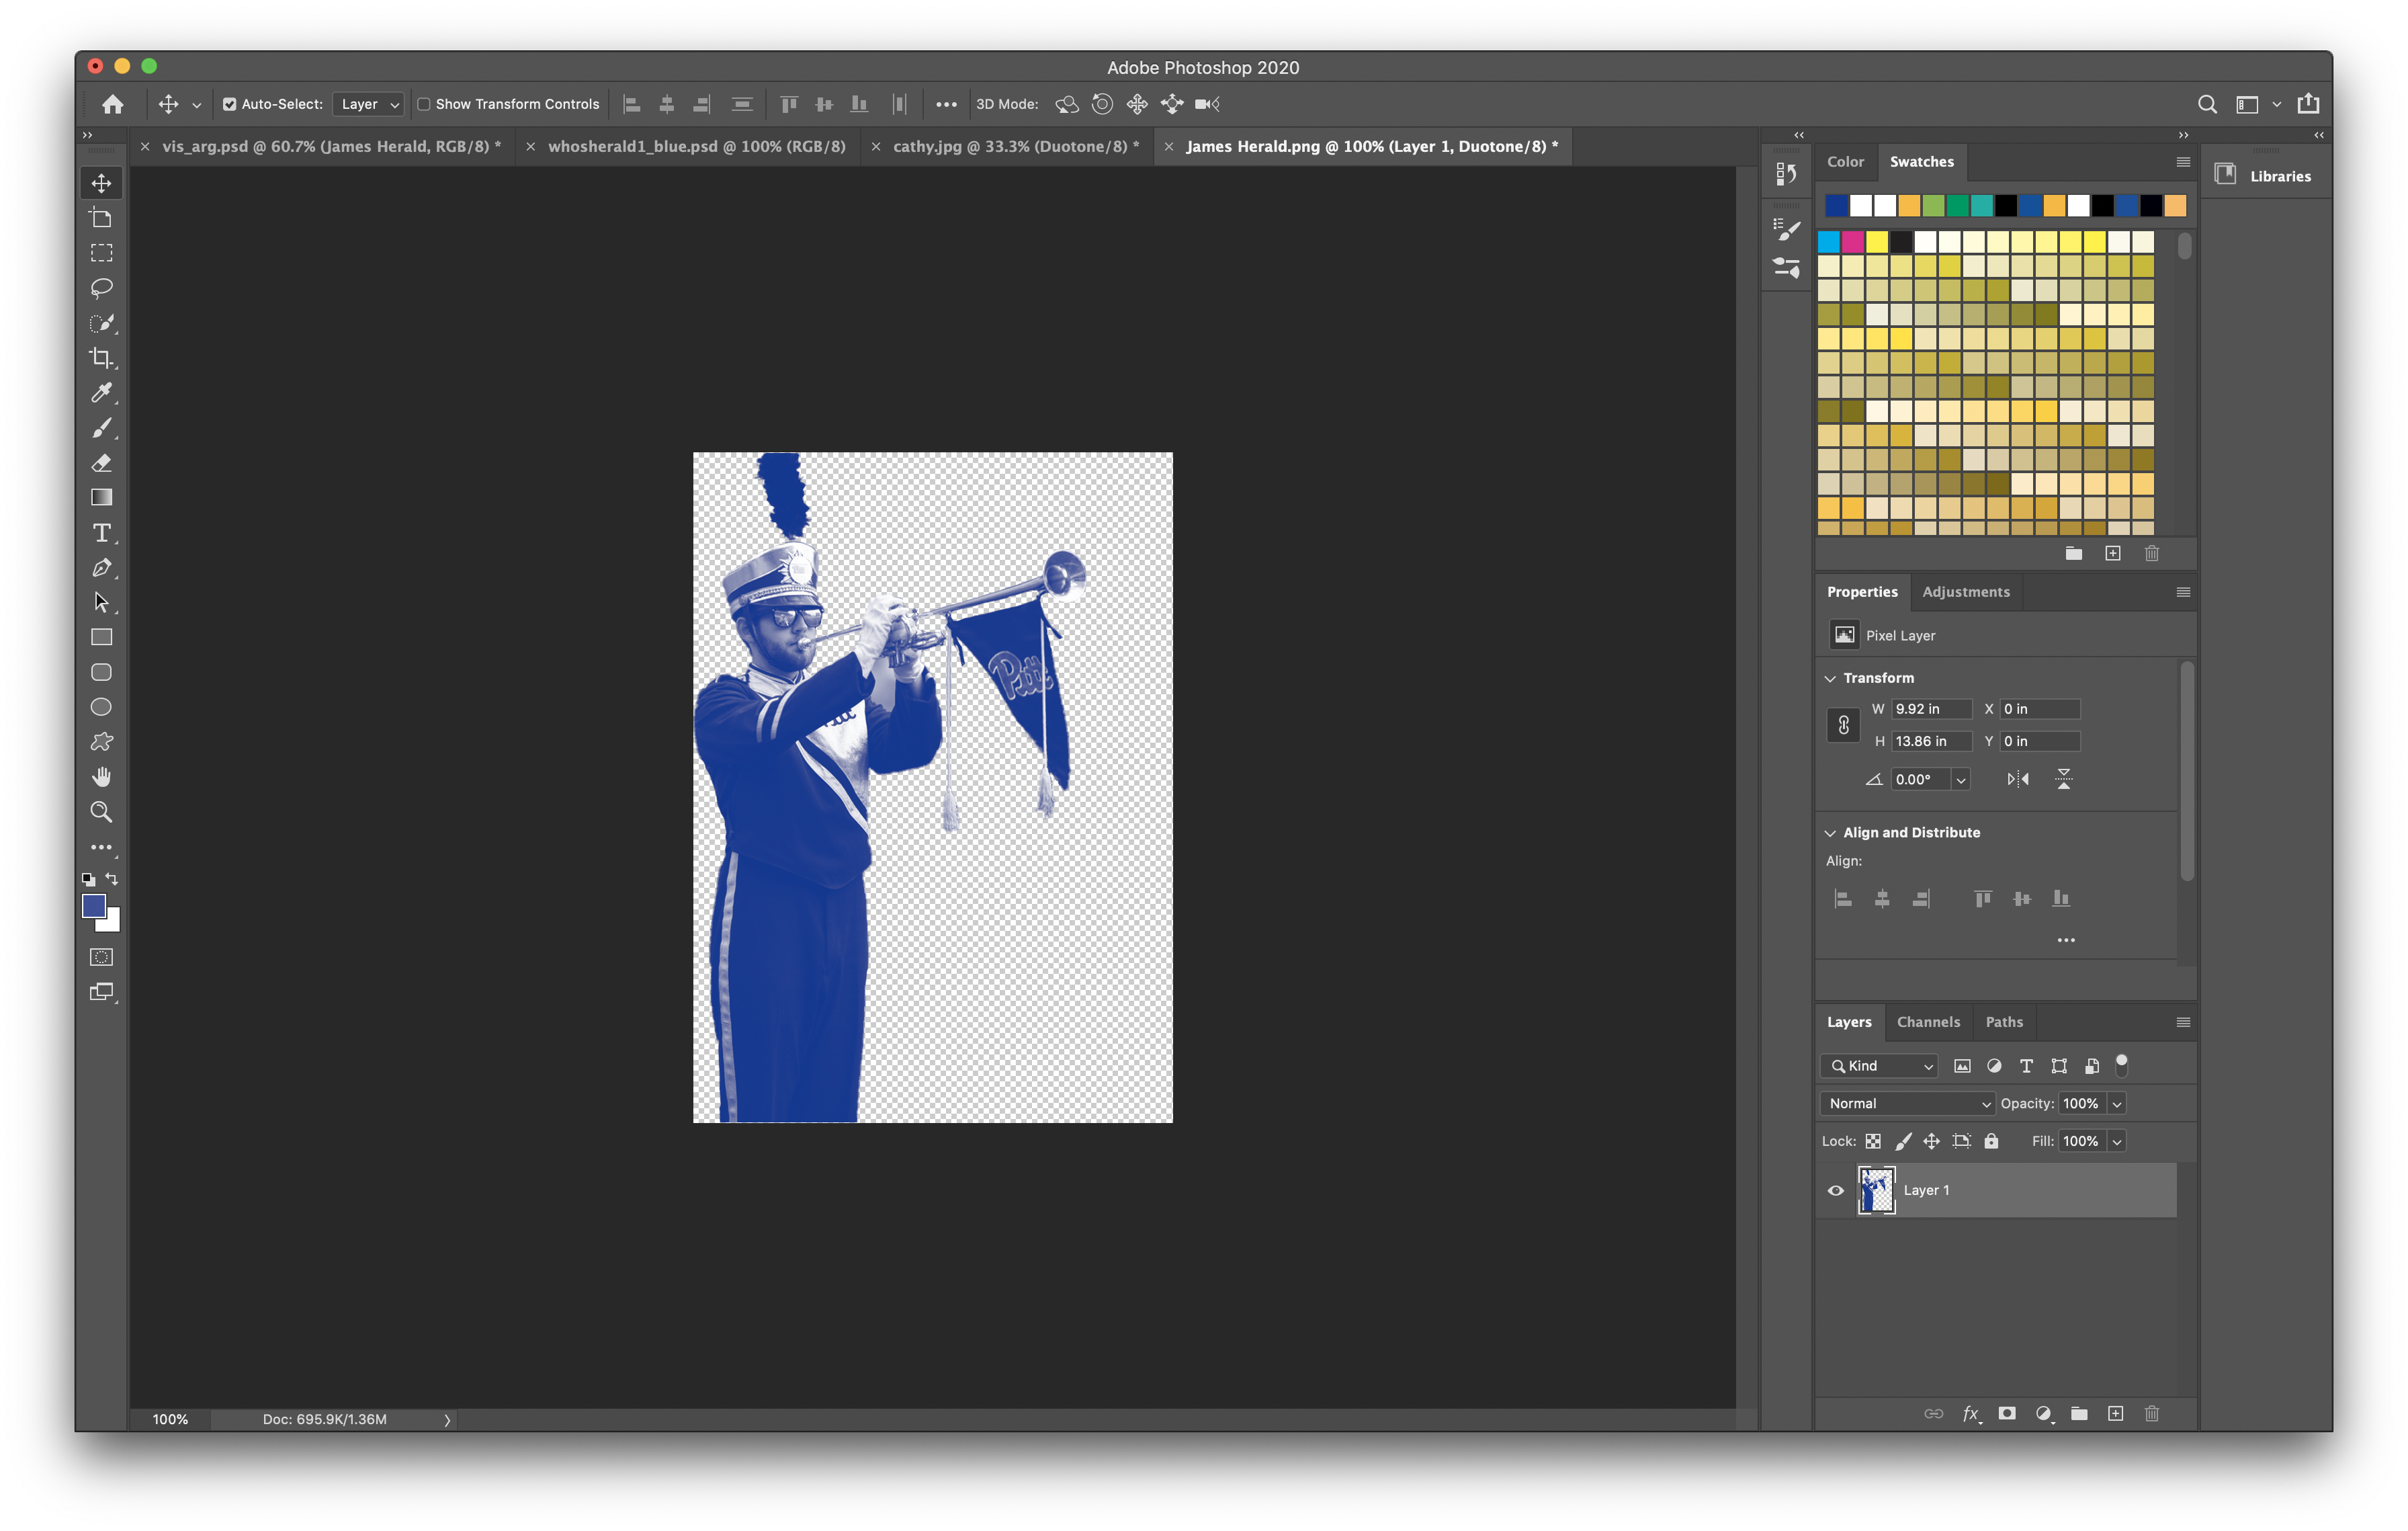 Adobe Photoshop 2020
Auto-Select: Layer Show Transform Controls 3D Mode:
vis_arg.psd @ 60.7% (James Herald, RGB/8) * whosherald1_blue.psd @ 100% (RGB/8) cathy.jpg @ 33.3% (Duotone/8) * James Herald.png @ 100% (Layer 1, Duotone/8) *
Color Swatches
Libraries
Pitt
Properties Adjustments
Pixel Layer
Transform
W 9.92 in X 0 in
H 13.86 in Y 0 in
0.00°
Align and Distribute
Align:
Layers Channels Paths
Kind
Normal Opacity: 100%
Lock: Fill: 100%
Layer 1
fx
100% Doc: 695.9K/1.36M